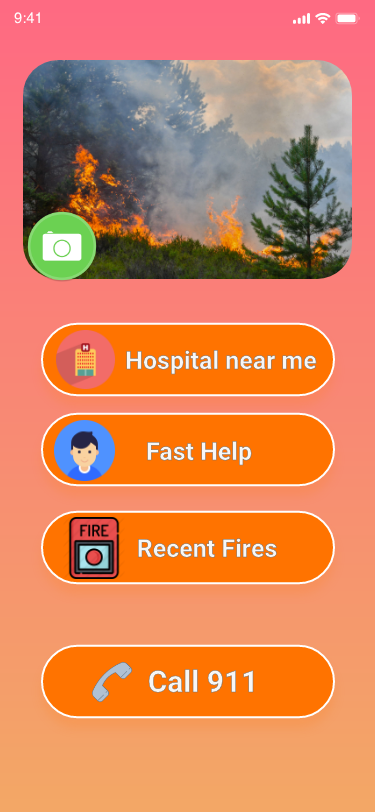 9:41
H
Hospital near me
Fast Help
FIRE
Recent Fires
Call 911